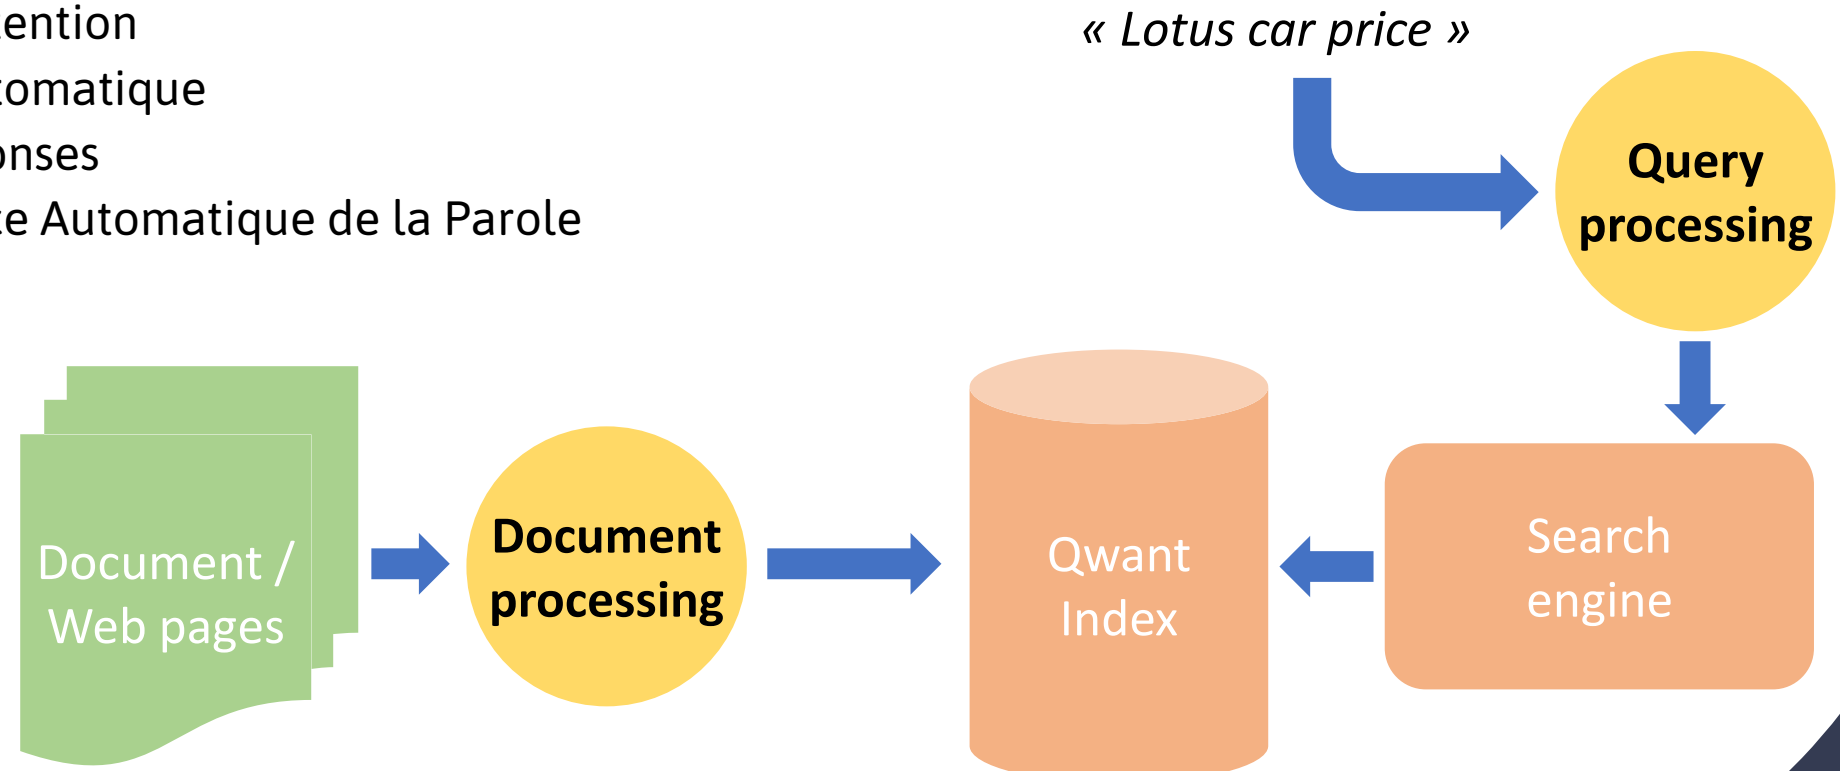 ention
omatique
onses
e Automatique de la Parole
« Lotus car price »
Query
processing
Document /
Web pages
Document
processing
Qwant
Index
Search
engine